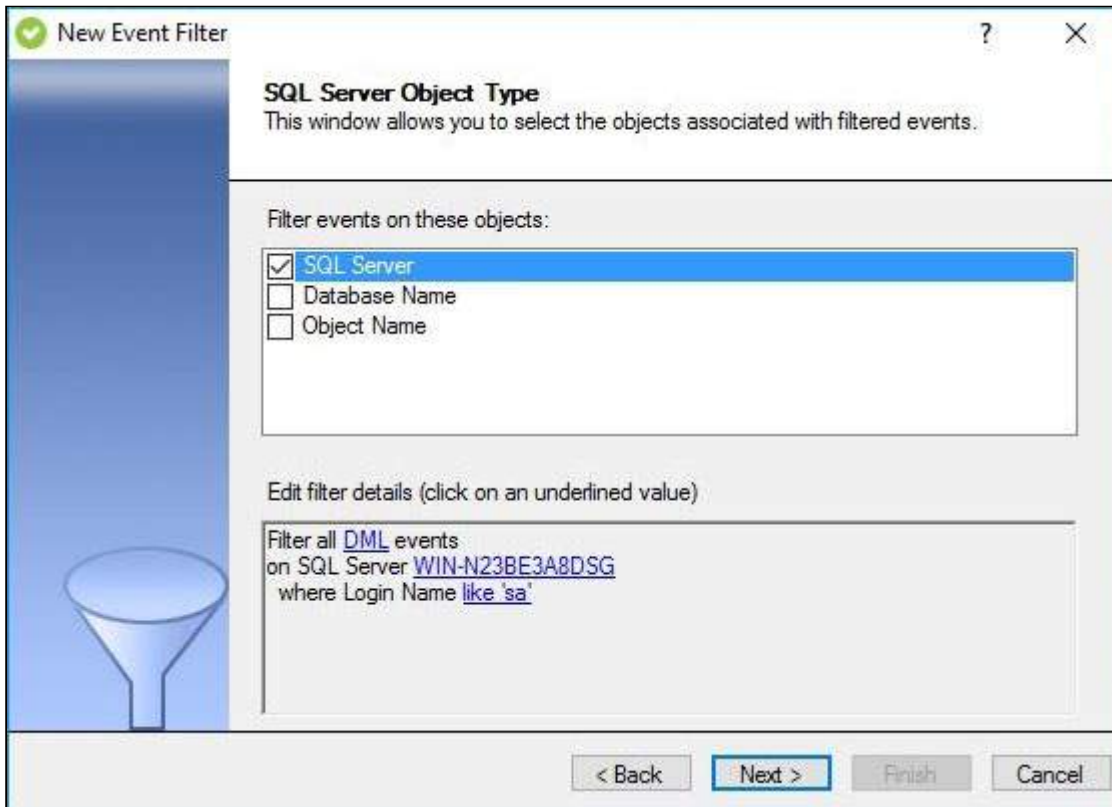 New Event Filter
?
SQL Server Object Type
This window allows you to select the objects associated with filtered events.
Filter events on these objects:
SQL Server
Database Name
Object Name
Edit filter details (click on an underlined value)
Filter all DML events
on SQL Server WIN-N23BE3A8DSG
where Login Name like 'sa'
< Back
Next >
Finish
Cancel